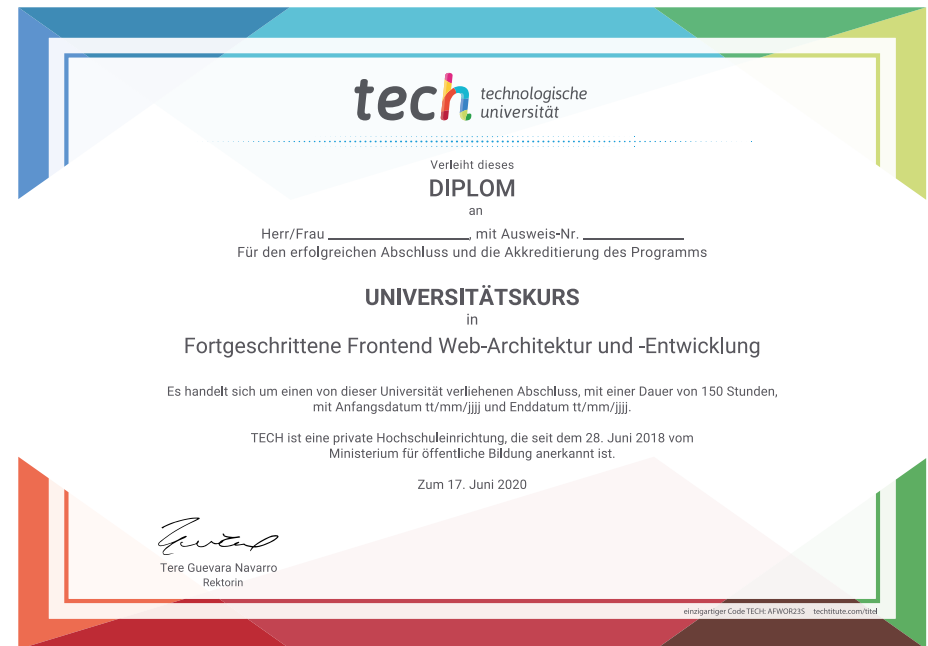 tech technologische
universität
Verleiht dieses
DIPLOM
an
Herr/Frau ____________________, mit Ausweis-Nr. ______________
Für den erfolgreichen Abschluss und die Akkreditierung des Programms
UNIVERSITÄTSKURS
in
Fortgeschrittene Frontend Web-Architektur und -Entwicklung
Es handelt sich um einen von dieser Universität verliehenen Abschluss, mit einer Dauer von 150 Stunden,
mit Anfangsdatum tt/mm/jjjj und Enddatum tt/mm/jjjj.
TECH ist eine private Hochschuleinrichtung, die seit dem 28. Juni 2018 vom
Ministerium für öffentliche Bildung anerkannt ist.
Zum 17. Juni 2020
Tere Guevara Navarro
Rektorin
einzigartiger Code TECH: AFWOR23S techtitute.com/titel